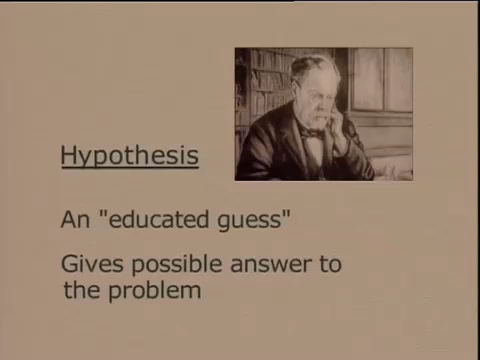 Hypothesis
An "educated guess"
Gives possible answer to
the problem